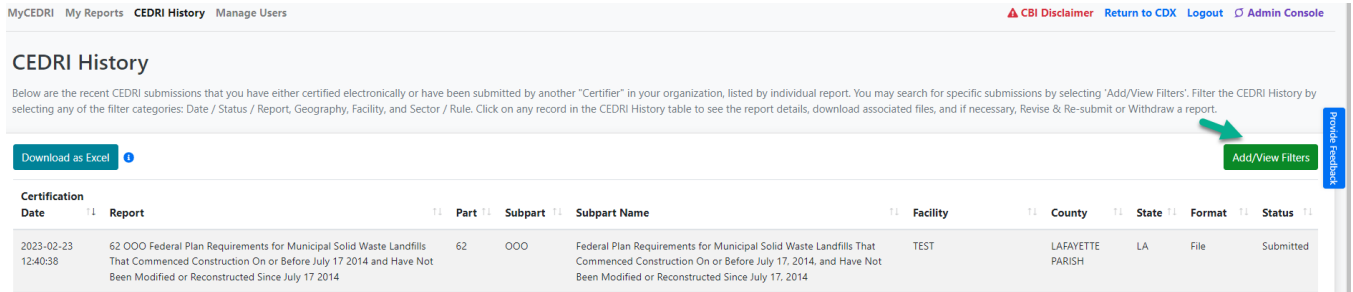 MyCEDRI My Reports CEDRI History Manage Users CBI Disclaimer Return to CDX Logout Admin Console
CEDRI History
Below are the recent CEDRI submissions that you have either certified electronically or have been submitted by another "Certifier" in your organization, listed by individual report. You may search for specific submissions by selecting 'Add/View Filters'. Filter the CEDRI History by
selecting any of the filter categories: Date / Status / Report, Geography, Facility, and Sector / Rule. Click on any record in the CEDRI History table to see the report details, download associated files, and if necessary, Revise & Re-submit or Withdraw a report.
Provide Feedback
Download as Excel Add/View Filters
Certification
Date Report Part Subpart Subpart Name Facility County State Format Status
2023-02-23 62 OOO Federal Plan Requirements for Municipal Solid Waste Landfills 62 OOO Federal Plan Requirements for Municipal Solid Waste Landfills That TEST LAFAYETTE LA File Submitted
12:40:38 That Commenced Construction On or Before July 17 2014 and Have Not Commenced Construction On or Before July 17, 2014, and Have Not PARISH
Been Modified or Reconstructed Since July 17 2014 Been Modified or Reconstructed Since July 17, 2014